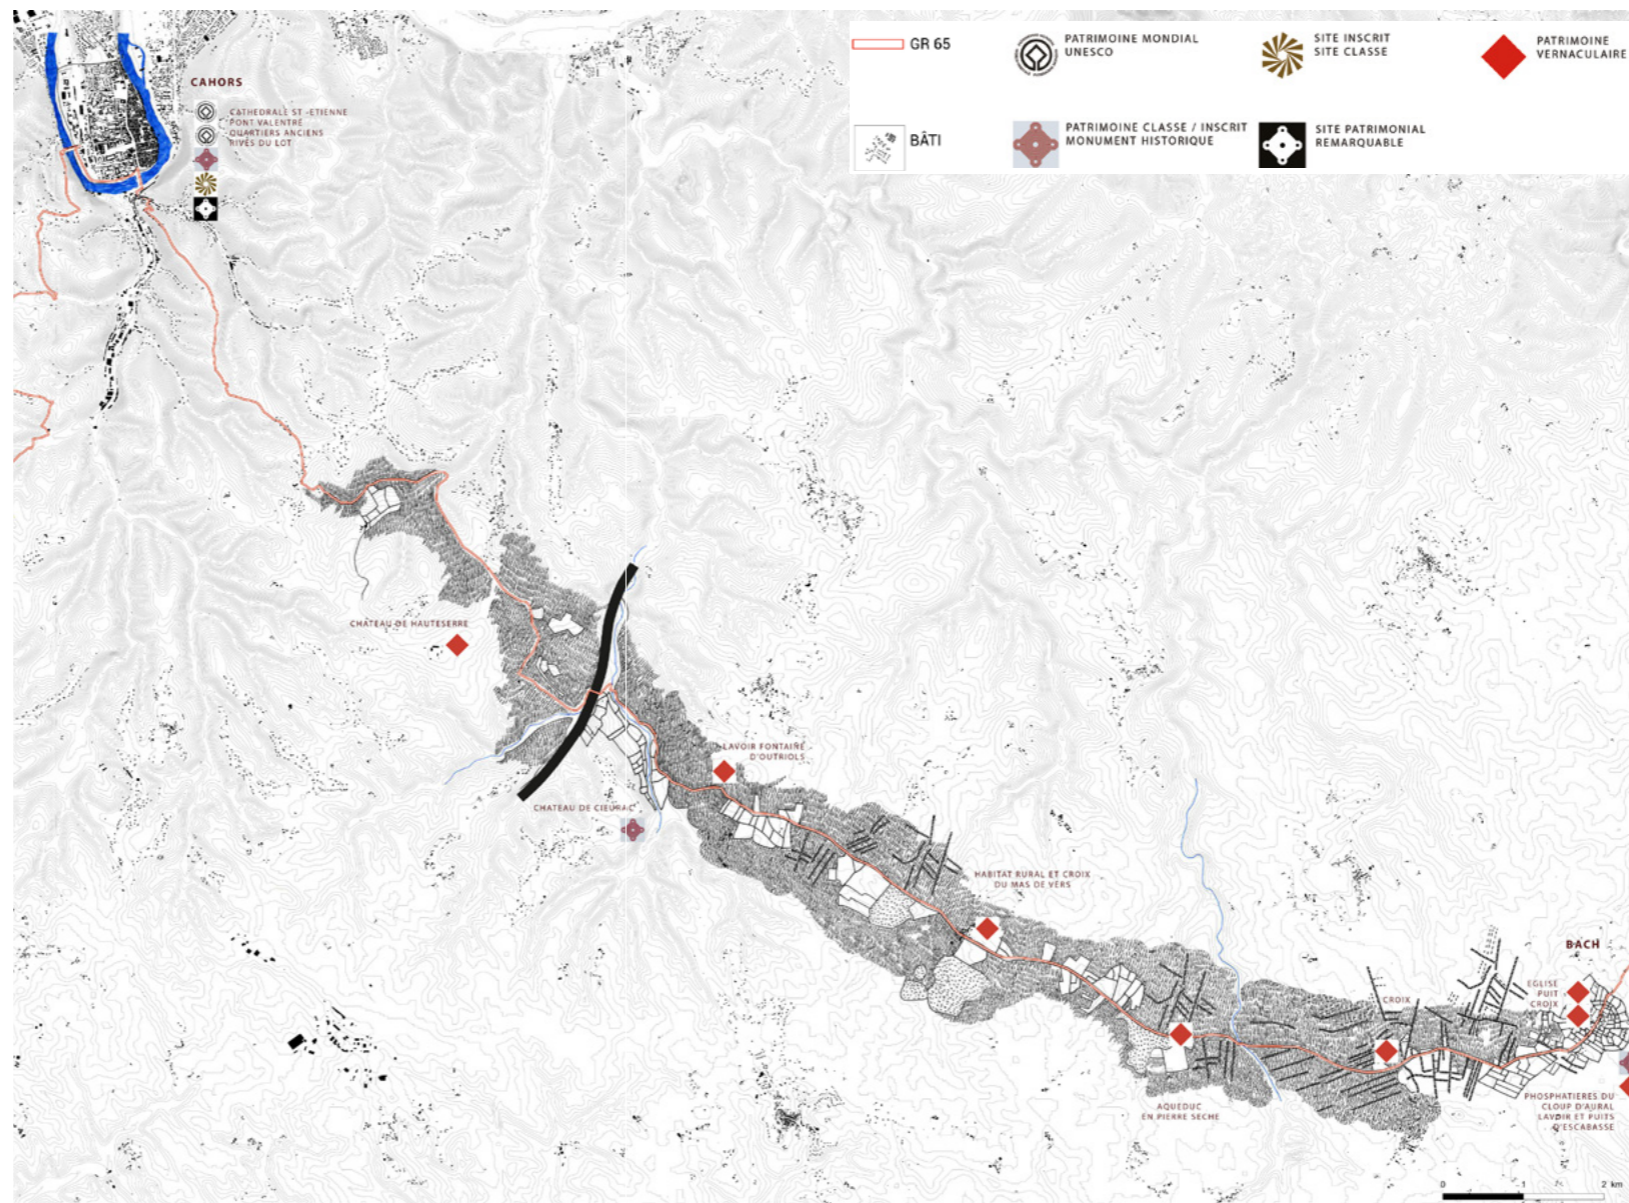 GR 65
PATRIMOINE MONDIAL
UNESCO
SITE INSCRIT
SITE CLASSE
PATRIMOINE
VERNACULAIRE
BÂTI
PATRIMOINE CLASSE / INSCRIT
MONUMENT HISTORIQUE
SITE PATRIMONIAL
REMARQUABLE
CAHORS
CATHEDRALE ST -ETIENNE
PONT VALENTRÉ
QUARTIERS ANCIENS
RIVES DU LOT
CHÂTEAU DE HAUTESERRE
LAVOIR FONTAINE
D'OUTRIOLS
CHATEAU DE CIEURAC
HABITAT RURAL ET CROIX
DU MAS DE VERS
BACH
EGLISE
PUIT
CROIX
CROIX
AQUEDUC
EN PIERRE SECHE
PHOSPHATIERES DU
CLOUP D'AURAL
LAVOIR ET PUITS
D'ESCABASSE
0 1 2 km